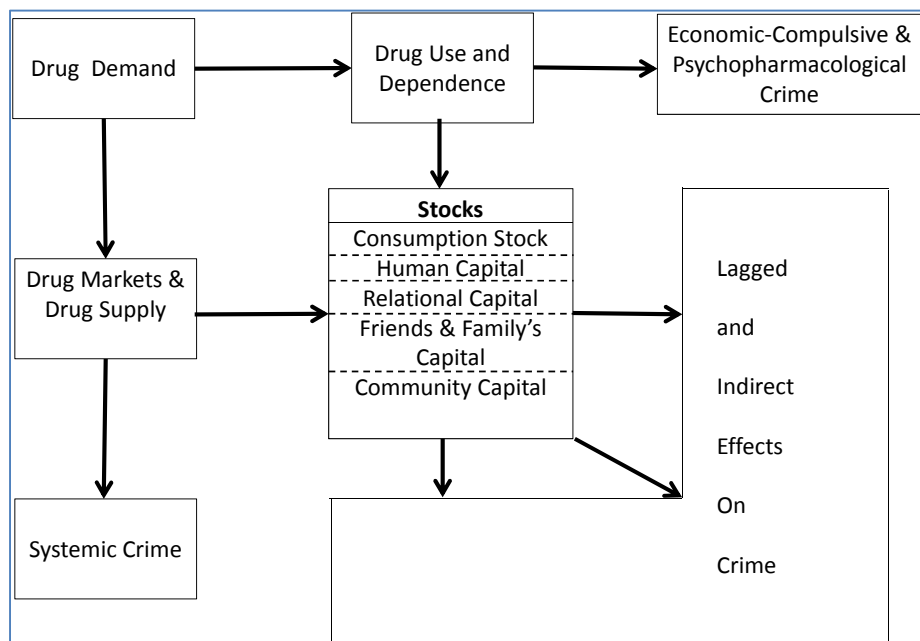 Drug Demand
Drug Use and
Dependence
Economic-Compulsive &
Psychopharmacological
Crime
Stocks
Consumption Stock
Human Capital
Relational Capital
Friends & Family’s
Capital
Community Capital
Drug Markets &
Drug Supply
Lagged
and
Indirect
Effects
On
Crime
Systemic Crime